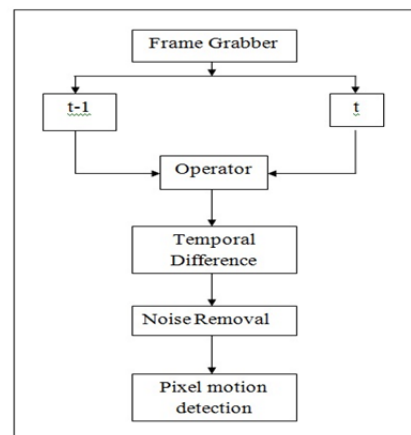 Frame Grabber
t-1
t
Operator
Temporal
Difference
Noise Removal
Pixel motion
detection